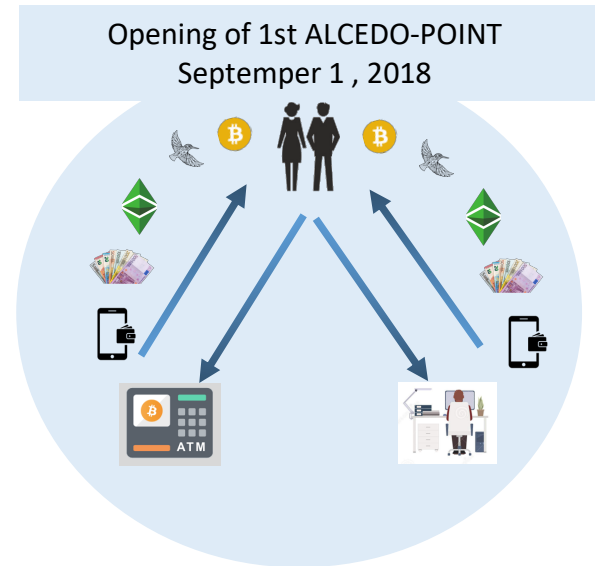 Opening of 1st ALCEDO-POINT
Septemper 1 , 2018
ATM